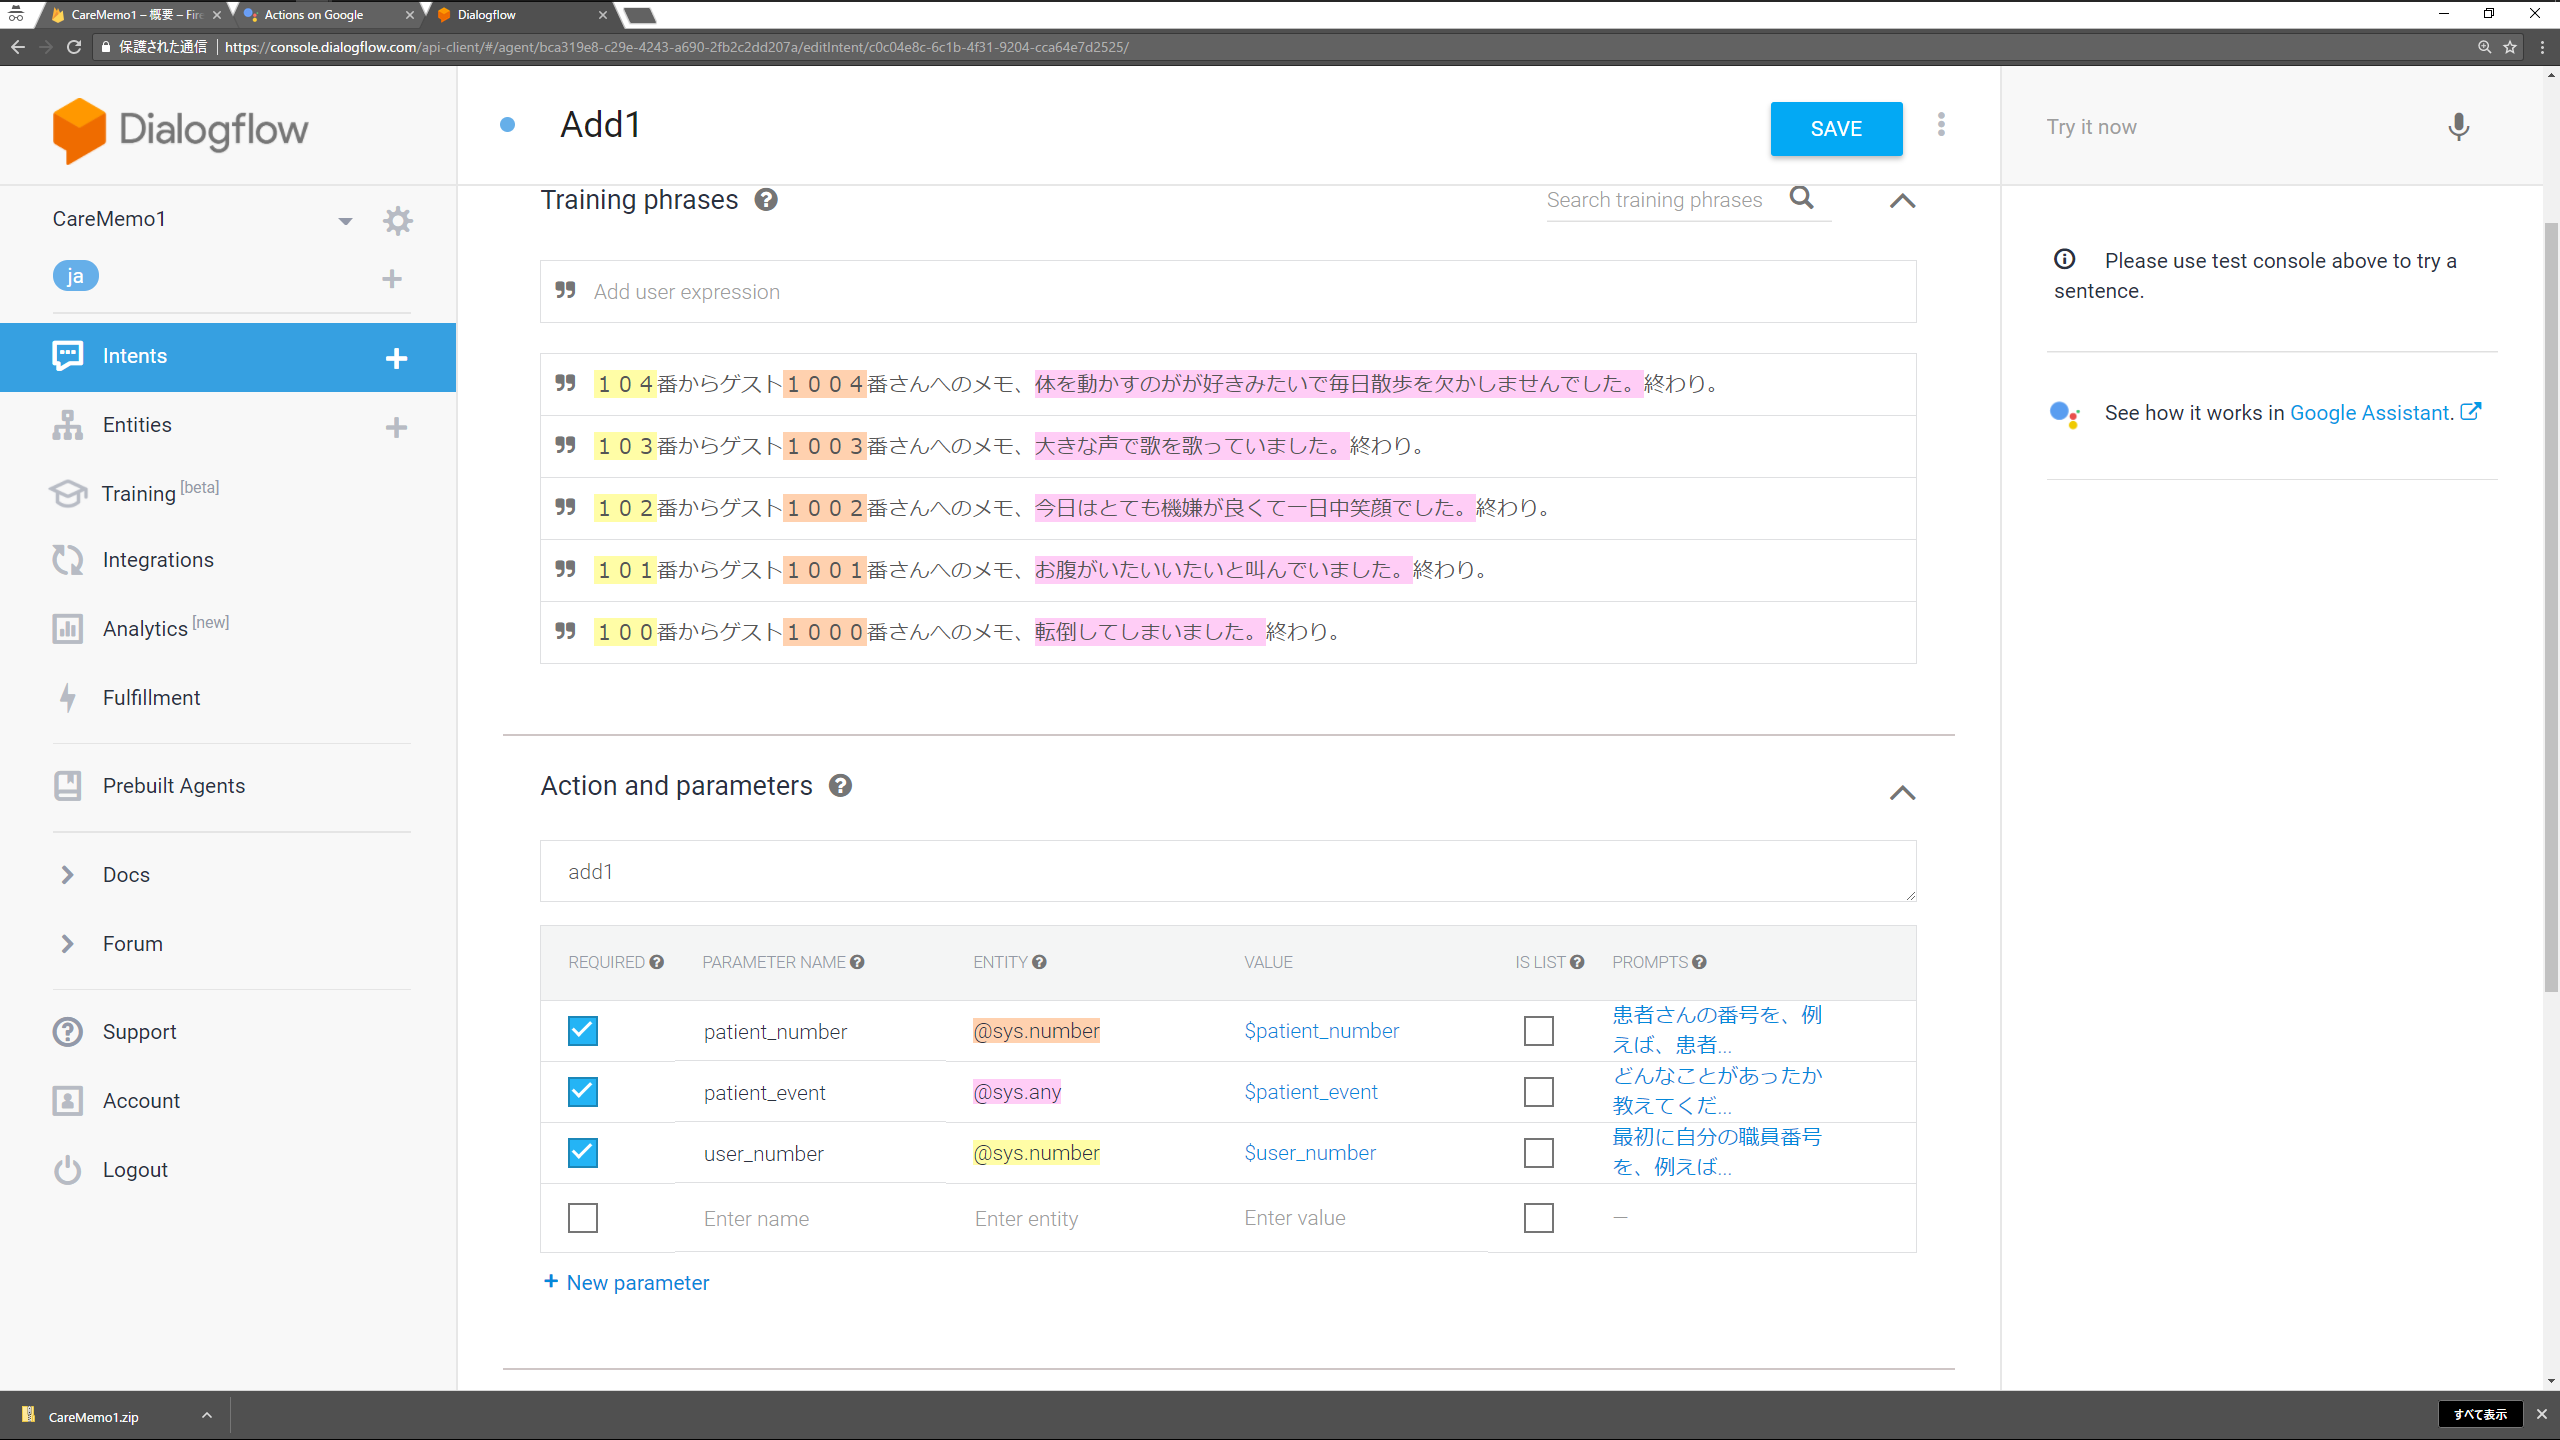 CareMemo1 – 概要 – Fire
Actions on Google
Dialogflow
保護された通信 | https://console.dialogflow.com/api-client/#/agent/bca319e8-c29e-4243-a690-2fb2c2dd207a/editIntent/c0c04e8c-6c1b-4f31-9204-cca64e7d2525/
Dialogflow
CareMemo1
ja
Intents
Entities
Training [beta]
Integrations
Analytics [new]
Fulfillment
Prebuilt Agents
Docs
Forum
Support
Account
Logout
Add1
SAVE
Training phrases
Search training phrases
Add user expression
１０４番からゲスト１００４番さんへのメモ、体を動かすのがが好きみたいで毎日散歩を欠かしませんでした。終わり。
１０３番からゲスト１００３番さんへのメモ、大きな声で歌を歌っていました。終わり。
１０２番からゲスト１００２番さんへのメモ、今日はとても機嫌が良くて一日中笑顔でした。終わり。
１０１番からゲスト１００１番さんへのメモ、お腹がいたいいたいと叫んでいました。終わり。
１００番からゲスト１０００番さんへのメモ、転倒してしまいました。終わり。
Action and parameters
add1
REQUIRED PARAMETER NAME ENTITY VALUE IS LIST PROMPTS
patient_number @sys.number $patient_number 患者さんの番号を、例
えば、患者...
patient_event @sys.any $patient_event どんなことがあったか
教えてくだ...
user_number @sys.number $user_number 最初に自分の職員番号
を、例えば...
Enter name Enter entity Enter value —
+ New parameter
Try it now
Please use test console above to try a
sentence.
See how it works in Google Assistant.
CareMemo1.zip
すべて表示